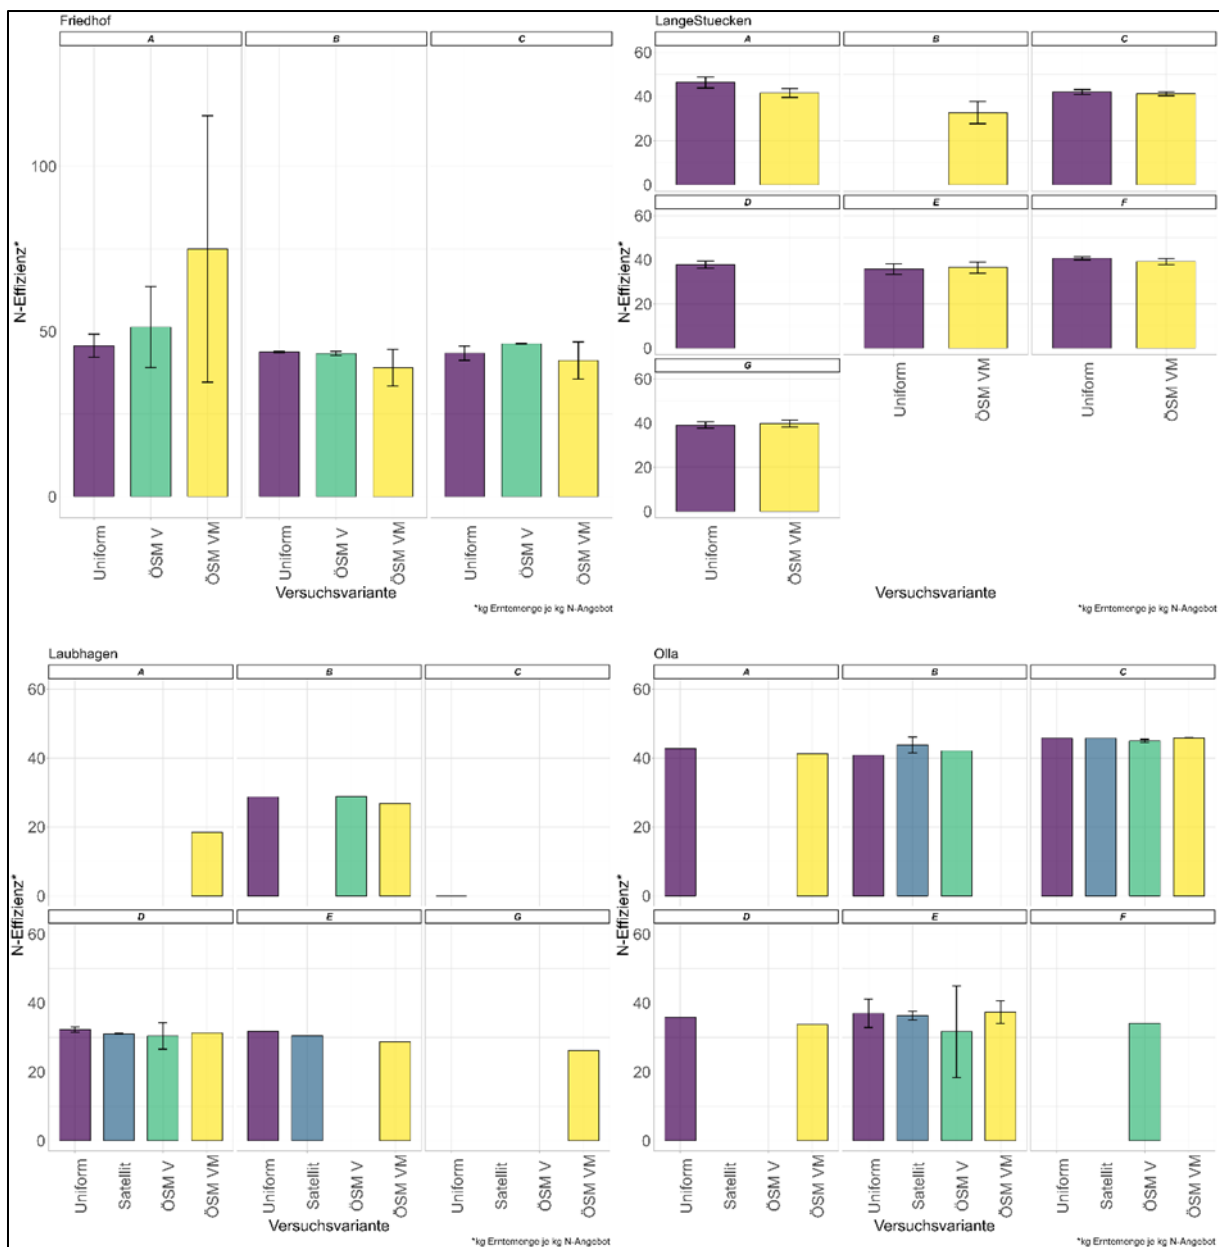 Friedhof
A
B
C
100
50
0
N-Effizienz*
Uniform
ÖSM V
ÖSM VM
Uniform
ÖSM V
ÖSM VM
Uniform
ÖSM V
ÖSM VM
Versuchsvariante
*kg Erntemenge je kg N-Angebot
LangeStuecken
A
B
C
60
40
20
0
D
E
F
60
40
20
0
N-Effizienz*
G
60
40
20
0
Uniform
ÖSM VM
Uniform
ÖSM VM
Uniform
ÖSM VM
Versuchsvariante
*kg Erntemenge je kg N-Angebot
Laubhagen
A
B
C
60
40
20
0
N-Effizienz*
D
E
G
60
40
20
0
Uniform
Satellit
ÖSM V
ÖSM VM
Uniform
Satellit
ÖSM V
ÖSM VM
Uniform
Satellit
ÖSM V
ÖSM VM
Versuchsvariante
*kg Erntemenge je kg N-Angebot
Olla
A
B
C
60
40
20
0
N-Effizienz*
D
E
F
60
40
20
0
Uniform
Satellit
ÖSM V
ÖSM VM
Uniform
Satellit
ÖSM V
ÖSM VM
Uniform
Satellit
ÖSM V
ÖSM VM
Versuchsvariante
*kg Erntemenge je kg N-Angebot